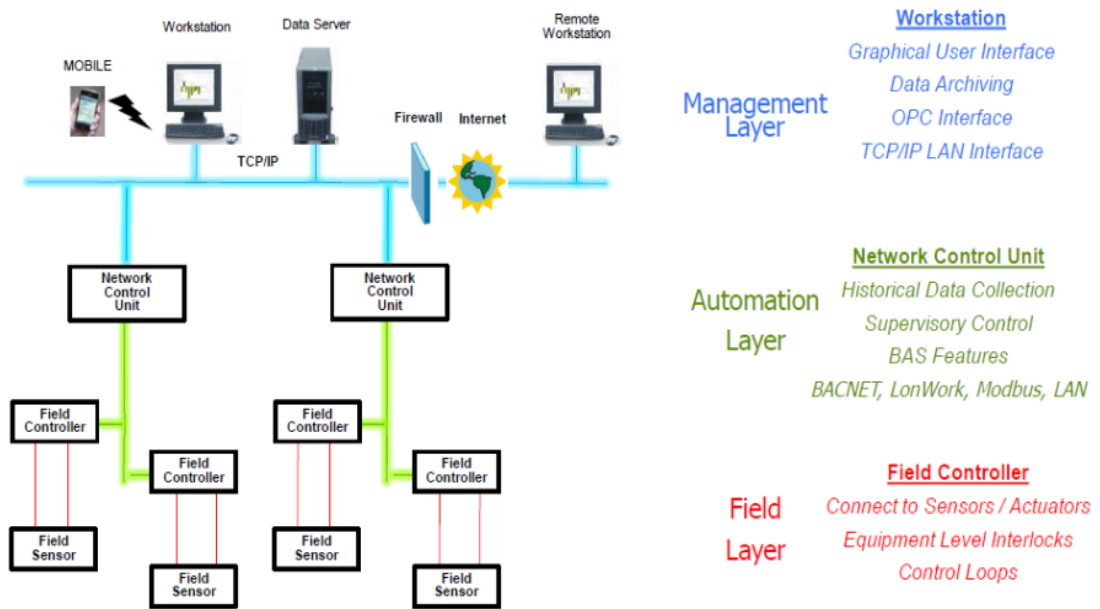 Workstation
Data Server
Remote
Workstation
MOBILE
Firewall
Internet
TCP/IP
Network
Control
Unit
Network
Control
Unit
Field
Controller
Field
Controller
Field
Controller
Field
Controller
Field
Sensor
Field
Sensor
Field
Sensor
Field
Sensor
Management
Layer
Workstation
Graphical User Interface
Data Archiving
OPC Interface
TCP/IP LAN Interface
Automation
Layer
Network Control Unit
Historical Data Collection
Supervisory Control
BAS Features
BACNET, LonWork, Modbus, LAN
Field
Layer
Field Controller
Connect to Sensors / Actuators
Equipment Level Interlocks
Control Loops